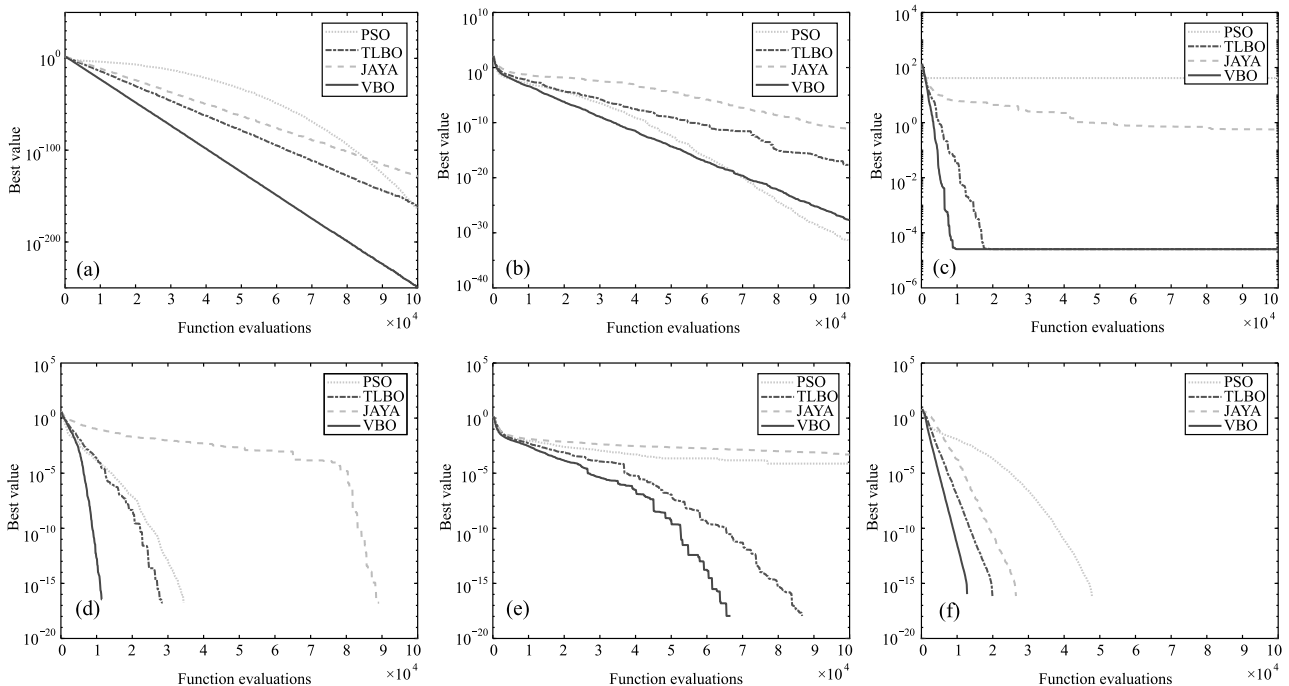 PSO
TLBO
JAYA
VBO
10^0
10^-100
10^-200
Best value
(a)
0 1 2 3 4 5 6 7 8 9 10
Function evaluations
×10^4
PSO
TLBO
JAYA
VBO
10^10
10^0
10^-10
10^-20
10^-30
10^-40
Best value
(b)
0 1 2 3 4 5 6 7 8 9 10
Function evaluations
×10^4
PSO
TLBO
JAYA
VBO
10^4
10^2
10^0
10^-2
10^-4
10^-6
Best value
(c)
0 1 2 3 4 5 6 7 8 9 10
Function evaluations
×10^4
PSO
TLBO
JAYA
VBO
10^5
10^0
10^-5
10^-10
10^-15
10^-20
Best value
(d)
0 1 2 3 4 5 6 7 8 9 10
Function evaluations
×10^4
PSO
TLBO
JAYA
VBO
10^5
10^0
10^-5
10^-10
10^-15
10^-20
Best value
(e)
0 1 2 3 4 5 6 7 8 9 10
Function evaluations
×10^4
PSO
TLBO
JAYA
VBO
10^5
10^0
10^-5
10^-10
10^-15
10^-20
Best value
(f)
0 1 2 3 4 5 6 7 8 9 10
Function evaluations
×10^4